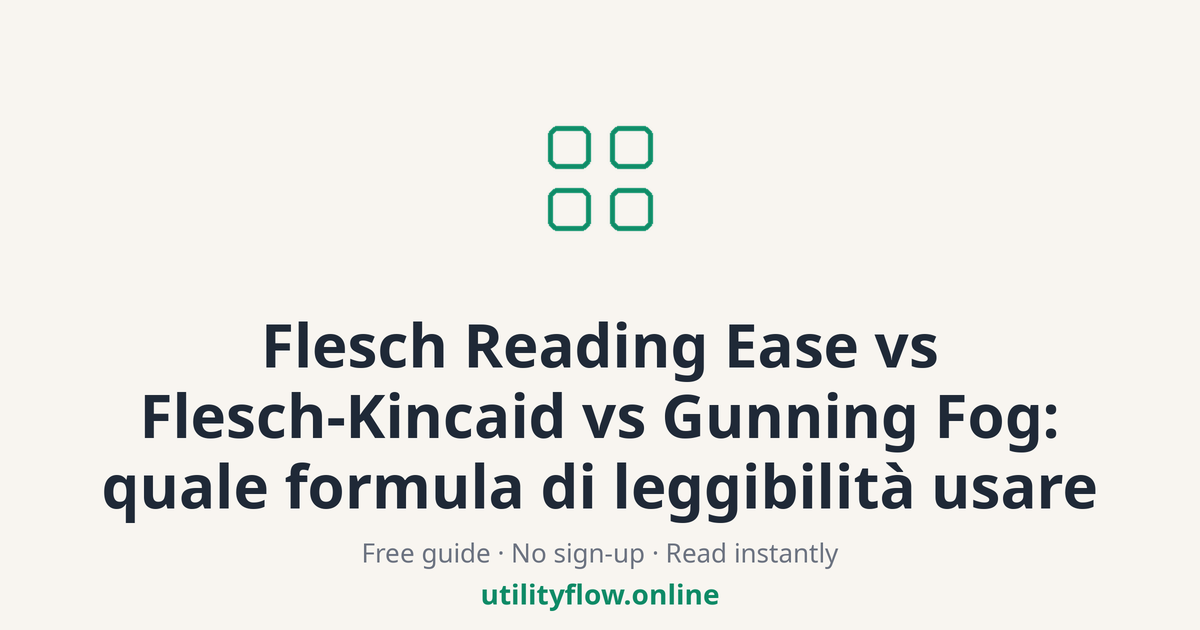 Flesch Reading Ease vs
Flesch-Kincaid vs Gunning Fog:
quale formula di leggibilità usare
Free guide · No sign-up · Read instantly
utilityflow.online